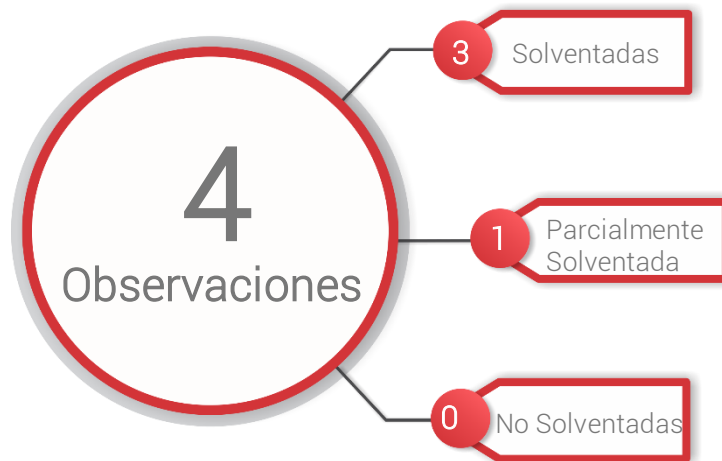 4
Observaciones
3
Solventadas
1
Parcialmente
Solventada
0
No Solventadas